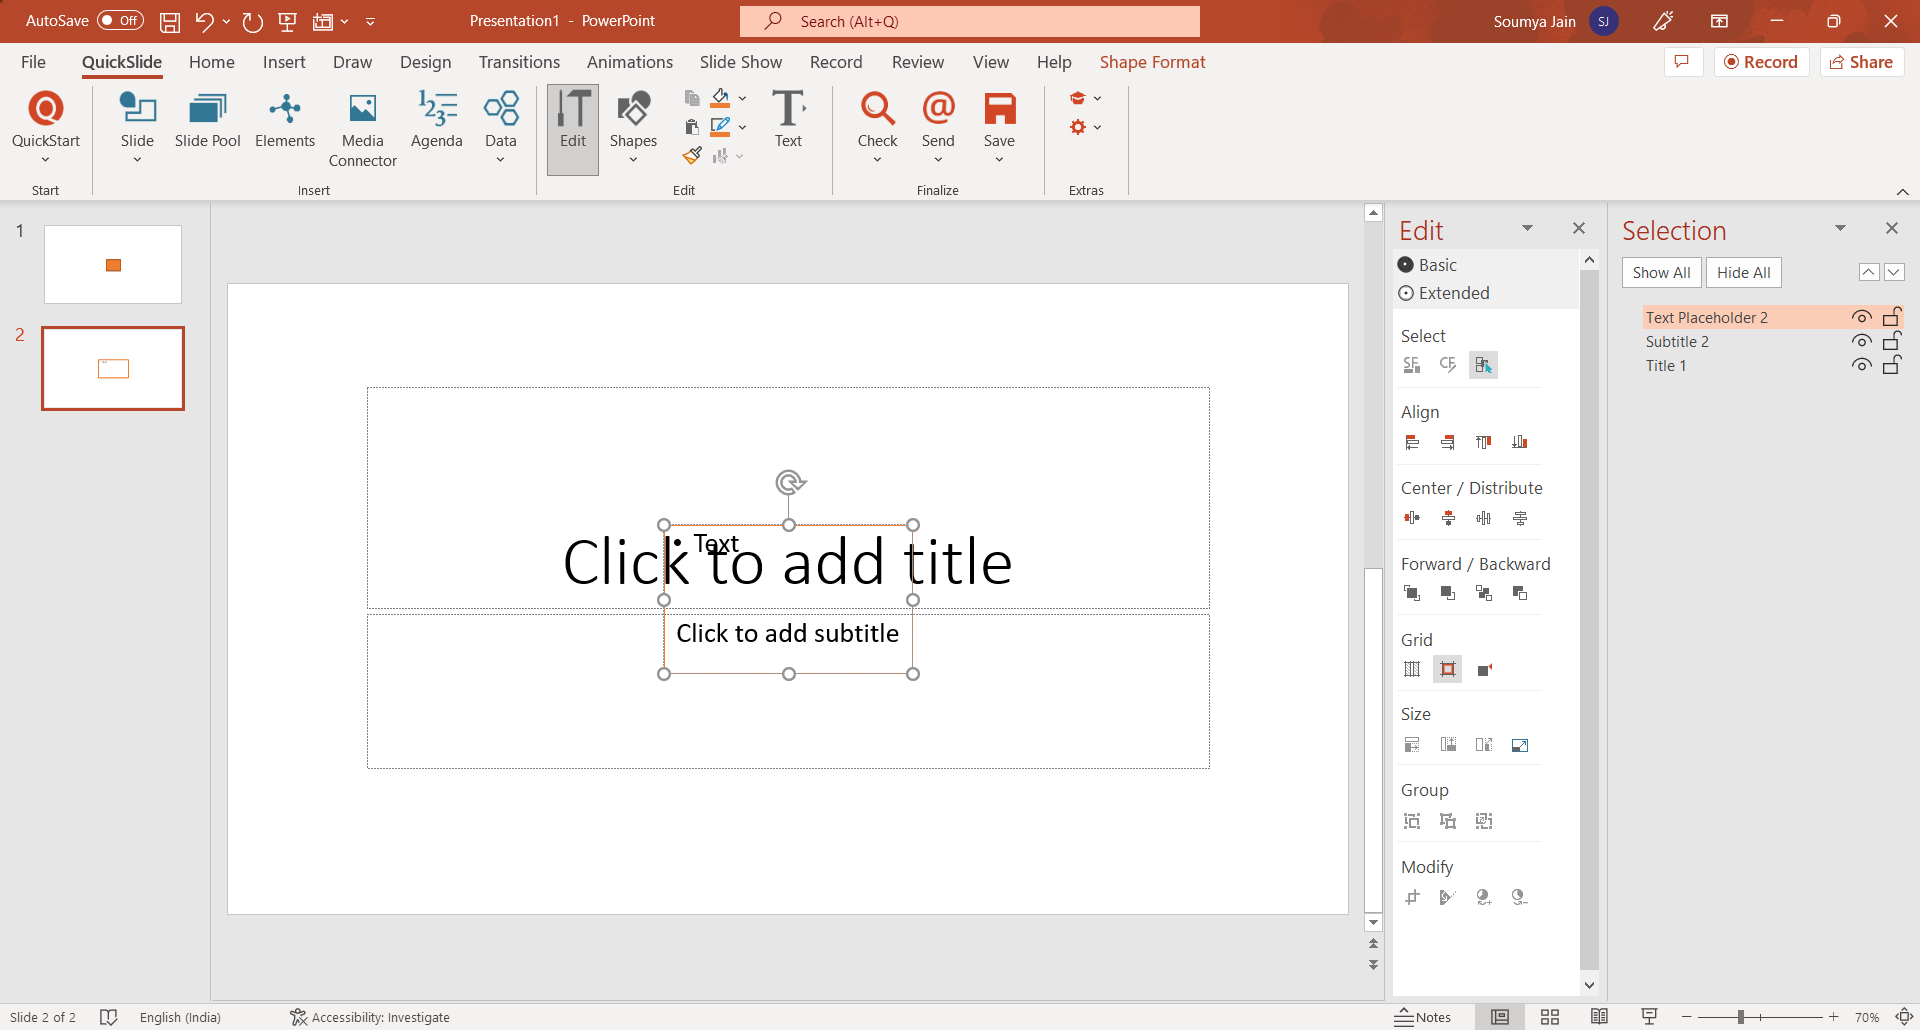 AutoSave Off Presentation1 - PowerPoint Search (Alt+Q) Soumya Jain SJ
File QuickSlide Home Insert Draw Design Transitions Animations Slide Show Record Review View Help Shape Format Record Share
QuickStart Slide Slide Pool Elements Media Connector Agenda Data Edit Shapes Text Check Send Save
Start Insert Edit Finalize Extras
1
2
Text
Click to add title
Click to add subtitle
Edit
Basic
Extended
Select
SF CF
Align
Center / Distribute
Forward / Backward
Grid
Size
Group
Modify
Selection
Show All Hide All
Text Placeholder 2
Subtitle 2
Title 1
Slide 2 of 2 English (India) Accessibility: Investigate Notes 70%